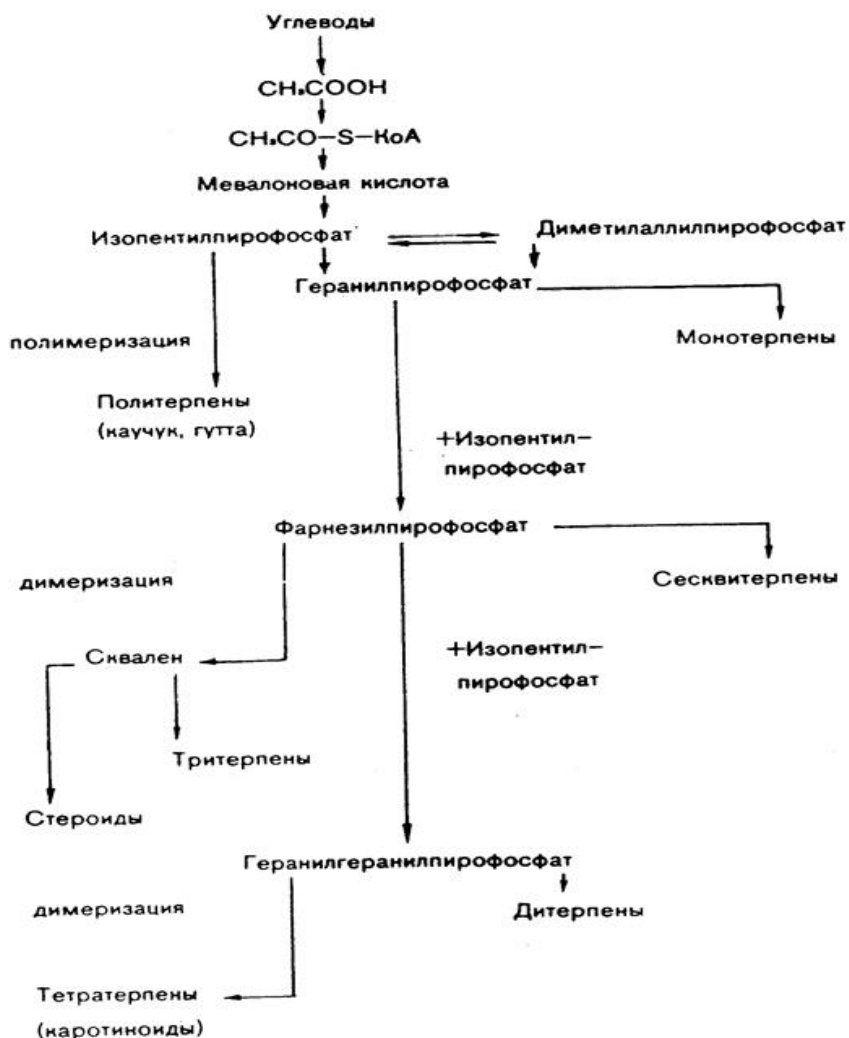 Углеводы
CH₃COOH
CH₃CO–S–КоА
Мевалоновая кислота
Изопентилпирофосфат
Диметилаллилпирофосфат
Геранилпирофосфат
полимеризация
Монотерпены
Политерпены
(каучук, гутта)
+Изопентил–
пирофосфат
Фарнезилпирофосфат
димеризация
Сесквитерпены
Сквален
+Изопентил–
пирофосфат
Тритерпены
Стероиды
Геранилгеранилпирофосфат
димеризация
Дитерпены
Тетратерпены
(каротиноиды)